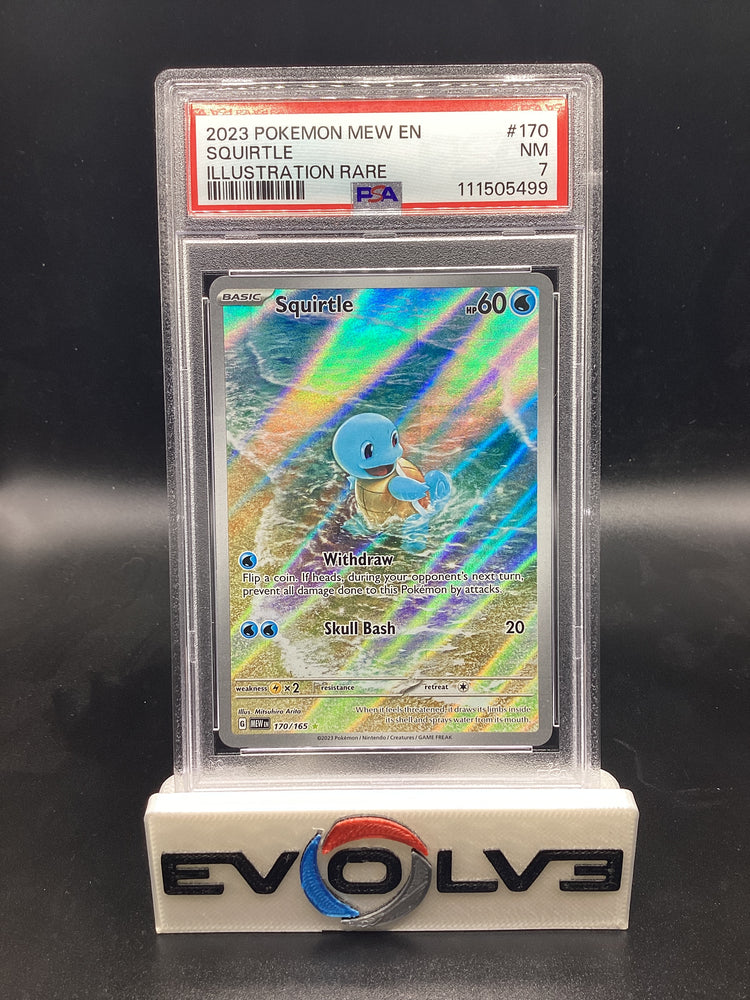 2023 POKEMON MEW EN #170
SQUIRTLE NM
ILLUSTRATION RARE 7
PSA 111505499
BASIC Squirtle HP60
Withdraw
Flip a coin. If heads, during your opponent's next turn,
prevent all damage done to this Pokémon by attacks.
Skull Bash 20
weakness ×2 resistance retreat
Illus. Mitsuhiro Arita
When it feels threatened, it draws its limbs inside
its shell and sprays water from its mouth.
G MEW EN 170/165
©2023 Pokémon / Nintendo / Creatures / GAME FREAK
EVOLV3